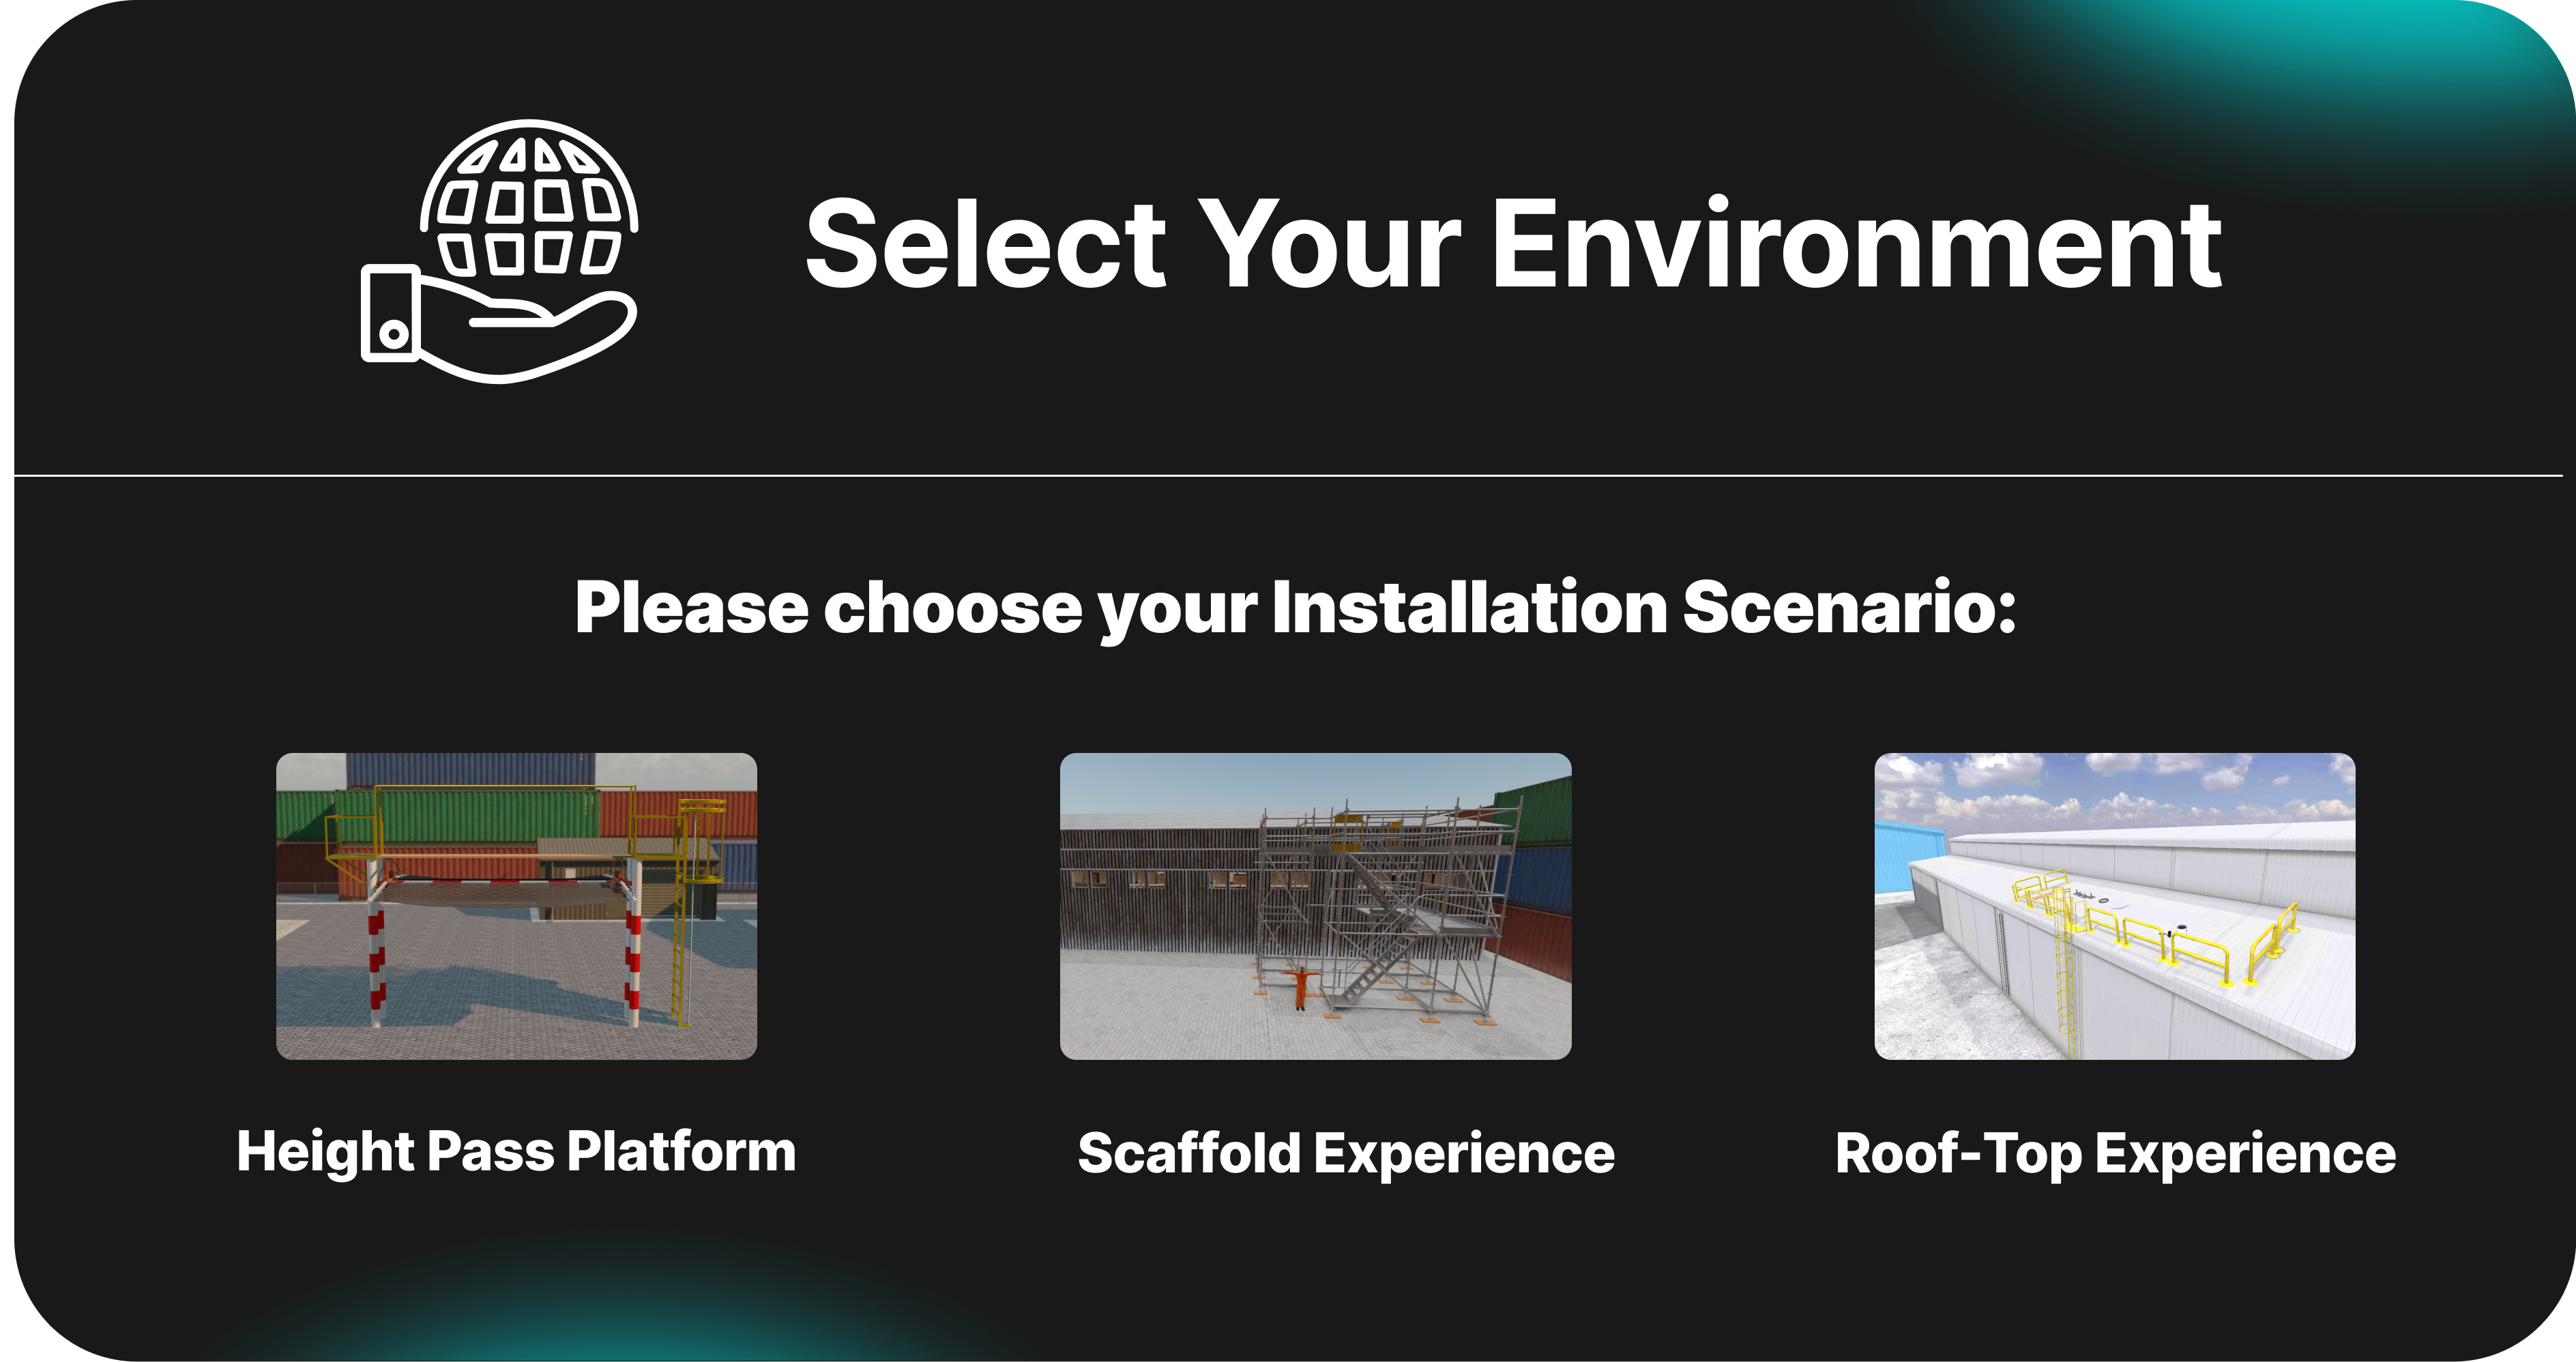 Select Your Environment
Please choose your Installation Scenario:
Height Pass Platform
Scaffold Experience
Roof-Top Experience